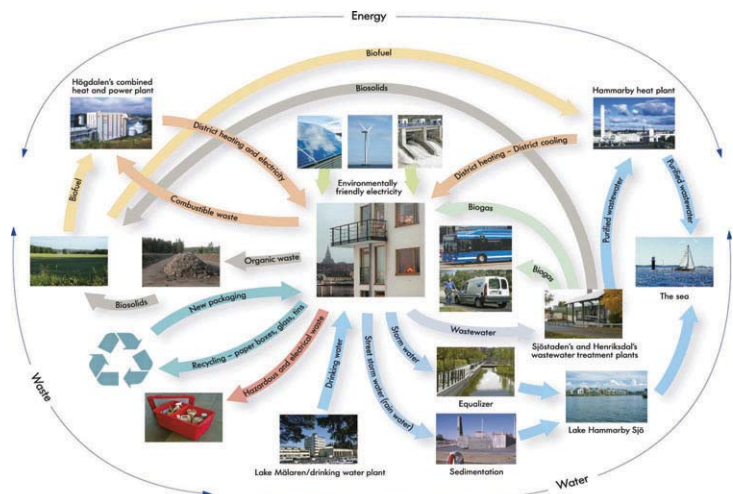 Energy
Biofuel
Biosolids
Högdalen's combined
heat and power plant
Hammarby heat plant
District heating and electricity
District heating – District cooling
Combustible waste
Biofuel
Environmentally
friendly electricity
Purified wastewater
Purified wastewater
Biogas
Biogas
Organic waste
Biosolids
The sea
New packaging
Recycling – paper boxes, glass, tins
Hazardous and electrical waste
Wastewater
Sjöstaden's and Henriksdal's
wastewater treatment plants
Drinking water
Storm water
Street storm water (rain water)
Equalizer
Lake Hammarby Sjö
Sedimentation
Lake Mälaren/drinking water plant
Waste
Water